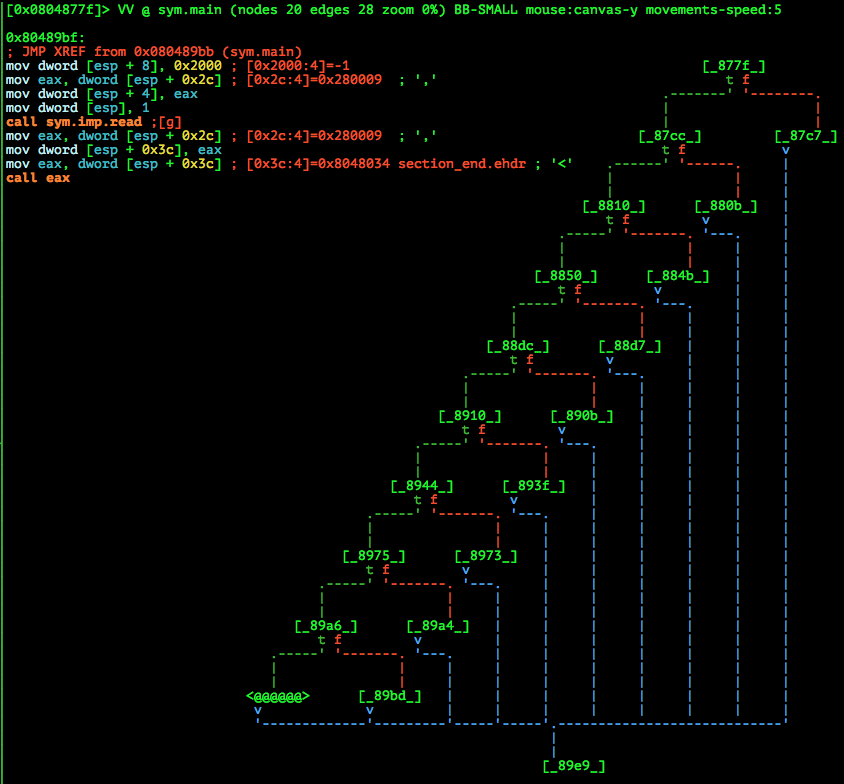 [0x0804877f]> VV @ sym.main (nodes 20 edges 28 zoom 0%) BB-SMALL mouse:canvas-y movements-speed:5
0x80489bf:
; JMP XREF from 0x080489bb (sym.main)
mov dword [esp + 8], 0x2000 ; [0x2000:4]=-1
mov eax, dword [esp + 0x2c] ; [0x2c:4]=0x280009  ; ','
mov dword [esp + 4], eax
mov dword [esp], 1
call sym.imp.read ;[g]
mov eax, dword [esp + 0x2c] ; [0x2c:4]=0x280009  ; ','
mov dword [esp + 0x3c], eax
mov eax, dword [esp + 0x3c] ; [0x3c:4]=0x8048034 section_end.ehdr ; '<'
call eax
[_877f_]
t f
[_87cc_] [_87c7_]
t f v
[_8810_] [_880b_]
t f v
[_8850_] [_884b_]
t f v
[_88dc_] [_88d7_]
t f v
[_8910_] [_890b_]
t f v
[_8944_] [_893f_]
t f v
[_8975_] [_8973_]
t f v
[_89a6_] [_89a4_]
t f v
<@@@@@@> [_89bd_]
v v
[_89e9_]